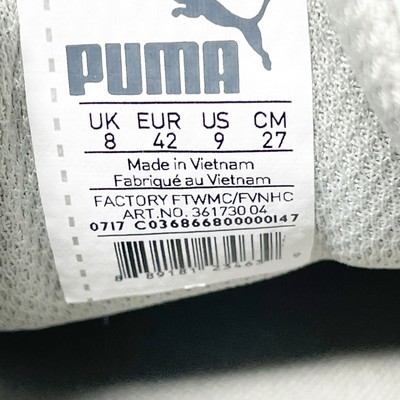 PUMA
UK EUR US CM
8 42 9 27
Made in Vietnam
Fabriqué au Vietnam
FACTORY FTWMC/FVNHC
ART.NO. 361730 04
0717 C036866800000147